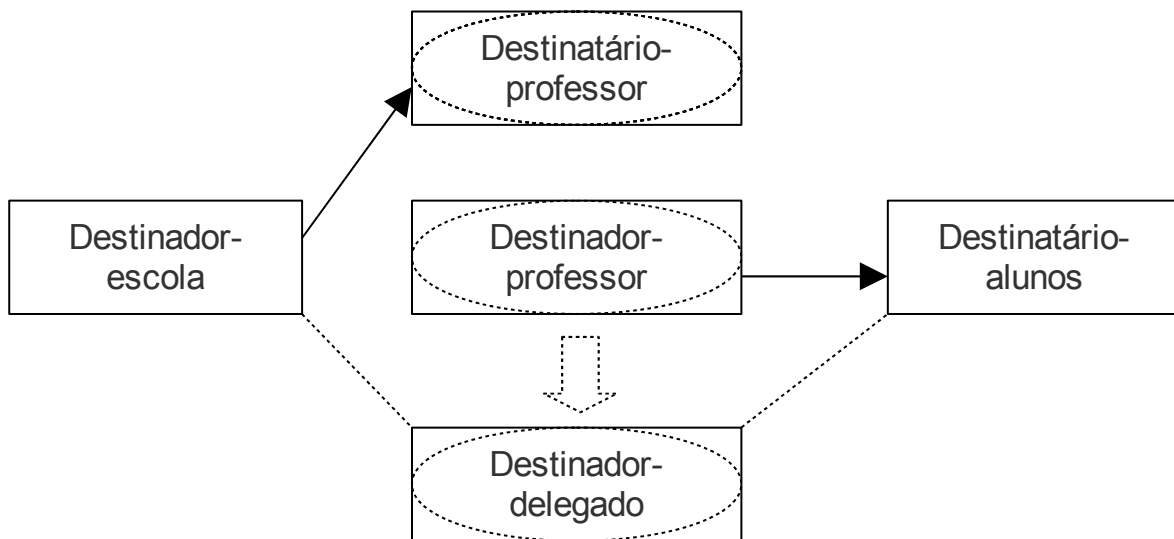 Destinatário-
professor
Destinador-
escola
Destinador-
professor
Destinatário-
alunos
Destinador-
delegado